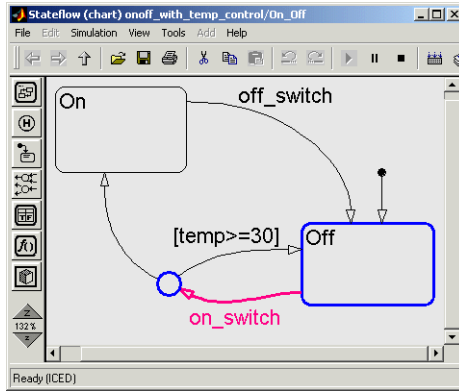 Stateflow (chart) onoff_with_temp_control/On_Off
File Edit Simulation View Tools Add Help
On
off_switch
H
[temp>=30]
Off
f()
on_switch
Z
132 %
z
Ready (ICED)